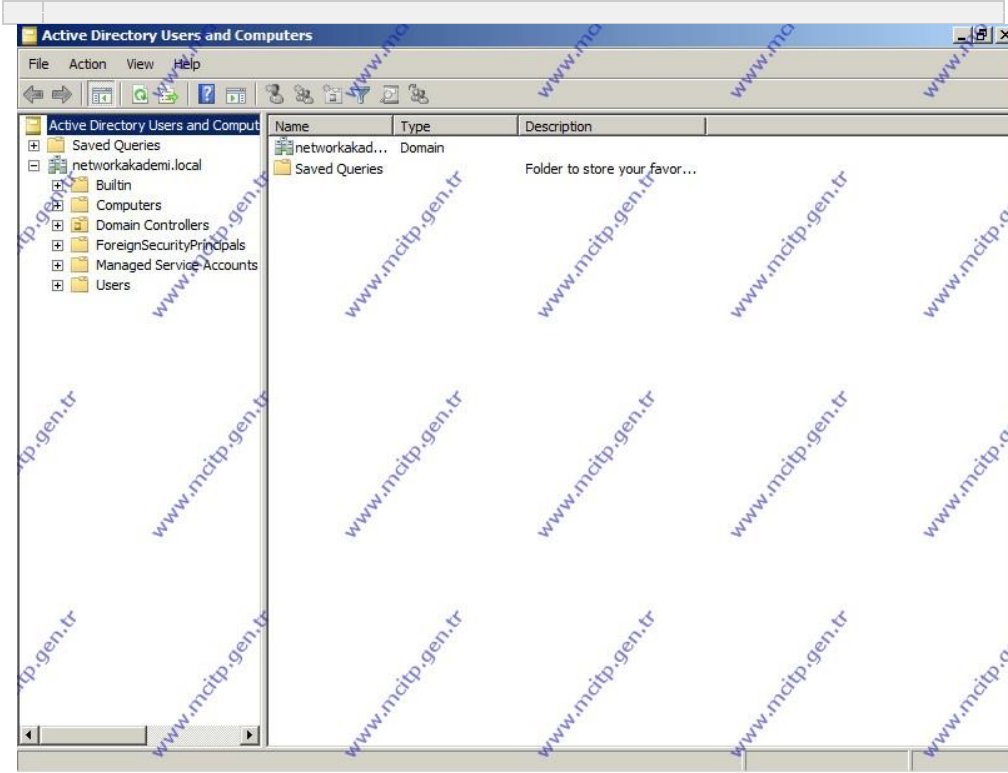 Active Directory Users and Computers
File Action View Help
Active Directory Users and Comput
Saved Queries
networkakademi.local
Builtin
Computers
Domain Controllers
ForeignSecurityPrincipals
Managed Service Accounts
Users
Name Type Description
networkakad... Domain
Saved Queries Folder to store your favor...
www.mcitp.gen.tr